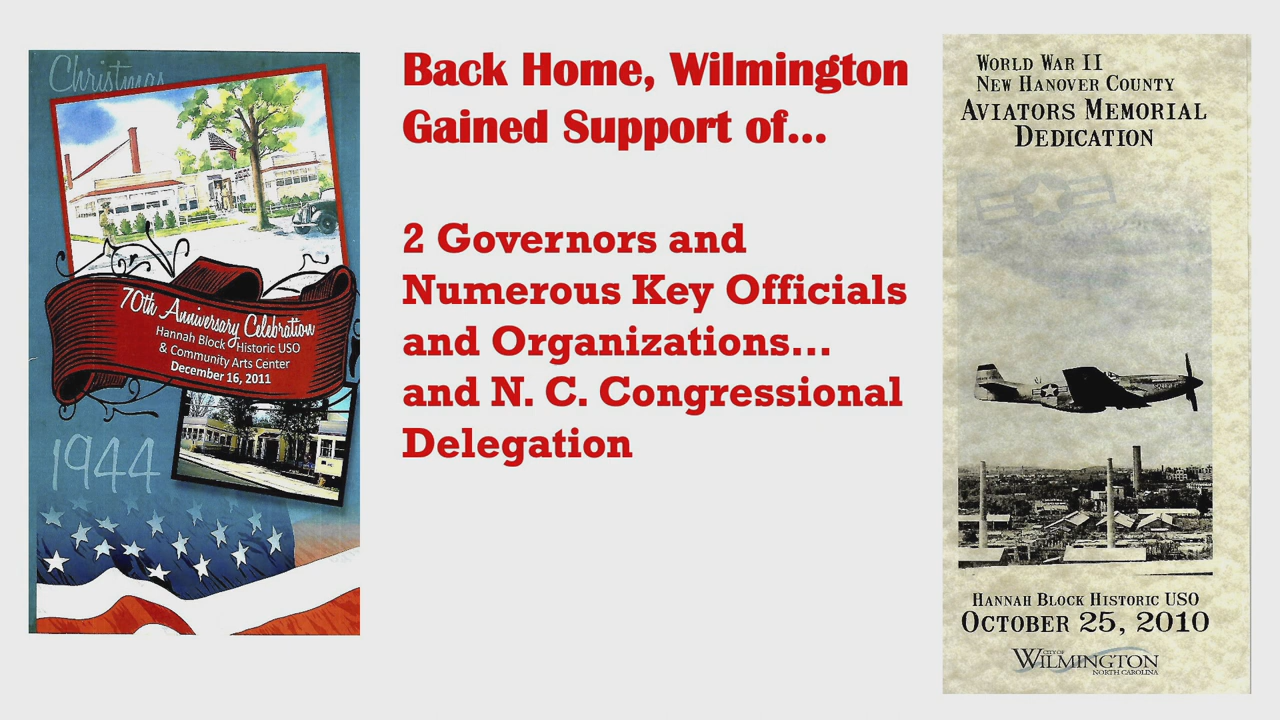 Christmas
70th Anniversary Celebration
Hannah Block Historic USO
& Community Arts Center
December 16, 2011
1944
Back Home, Wilmington
Gained Support of...
2 Governors and
Numerous Key Officials
and Organizations...
and N. C. Congressional
Delegation
World War II
New Hanover County
Aviators Memorial
Dedication
Hannah Block Historic USO
October 25, 2010
City of
Wilmington
North Carolina